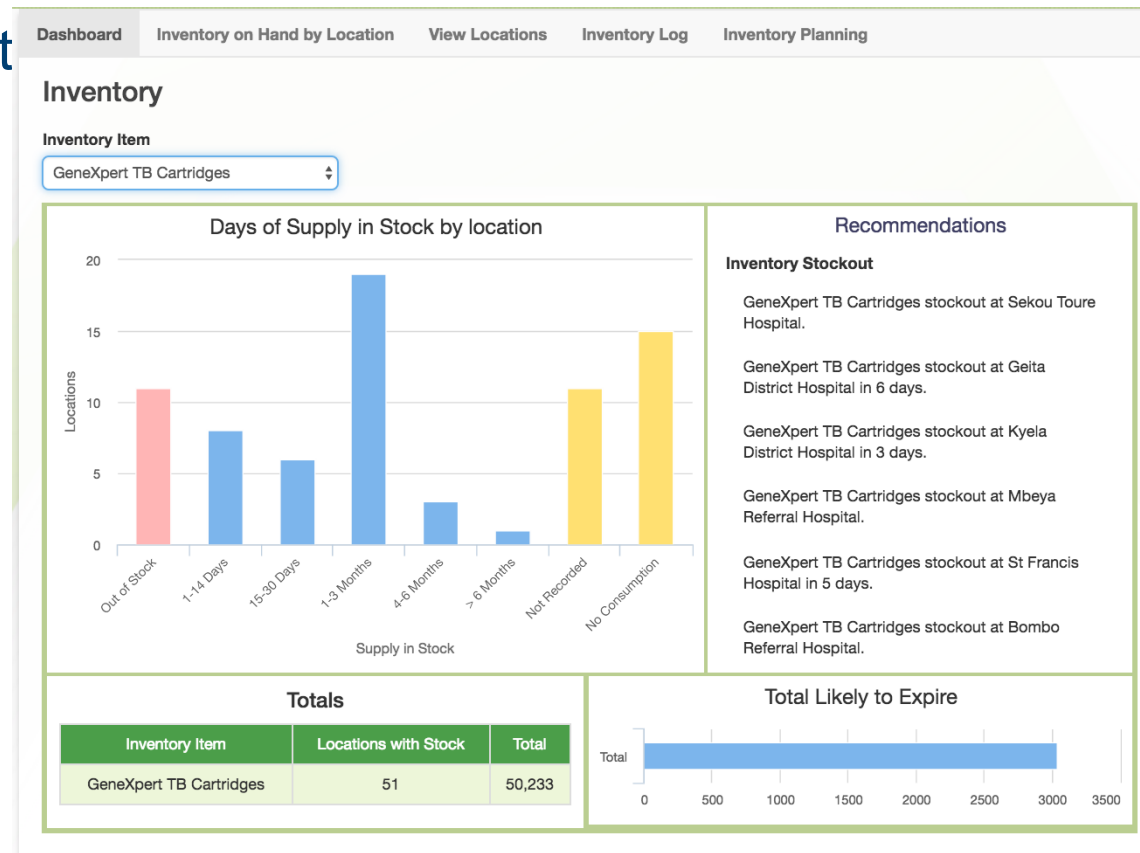 t
Dashboard Inventory on Hand by Location View Locations Inventory Log Inventory Planning
Inventory
Inventory Item
GeneXpert TB Cartridges
Days of Supply in Stock by location
20
15
10
5
0
Locations
Out of Stock 1-14 Days 15-30 Days 1-3 Months 4-6 Months > 6 Months Not Recorded No Consumption
Supply in Stock
Recommendations
Inventory Stockout
GeneXpert TB Cartridges stockout at Sekou Toure
Hospital.
GeneXpert TB Cartridges stockout at Geita
District Hospital in 6 days.
GeneXpert TB Cartridges stockout at Kyela
District Hospital in 3 days.
GeneXpert TB Cartridges stockout at Mbeya
Referral Hospital.
GeneXpert TB Cartridges stockout at St Francis
Hospital in 5 days.
GeneXpert TB Cartridges stockout at Bombo
Referral Hospital.
Totals
Inventory Item Locations with Stock Total
GeneXpert TB Cartridges 51 50,233
Total Likely to Expire
Total
0 500 1000 1500 2000 2500 3000 3500